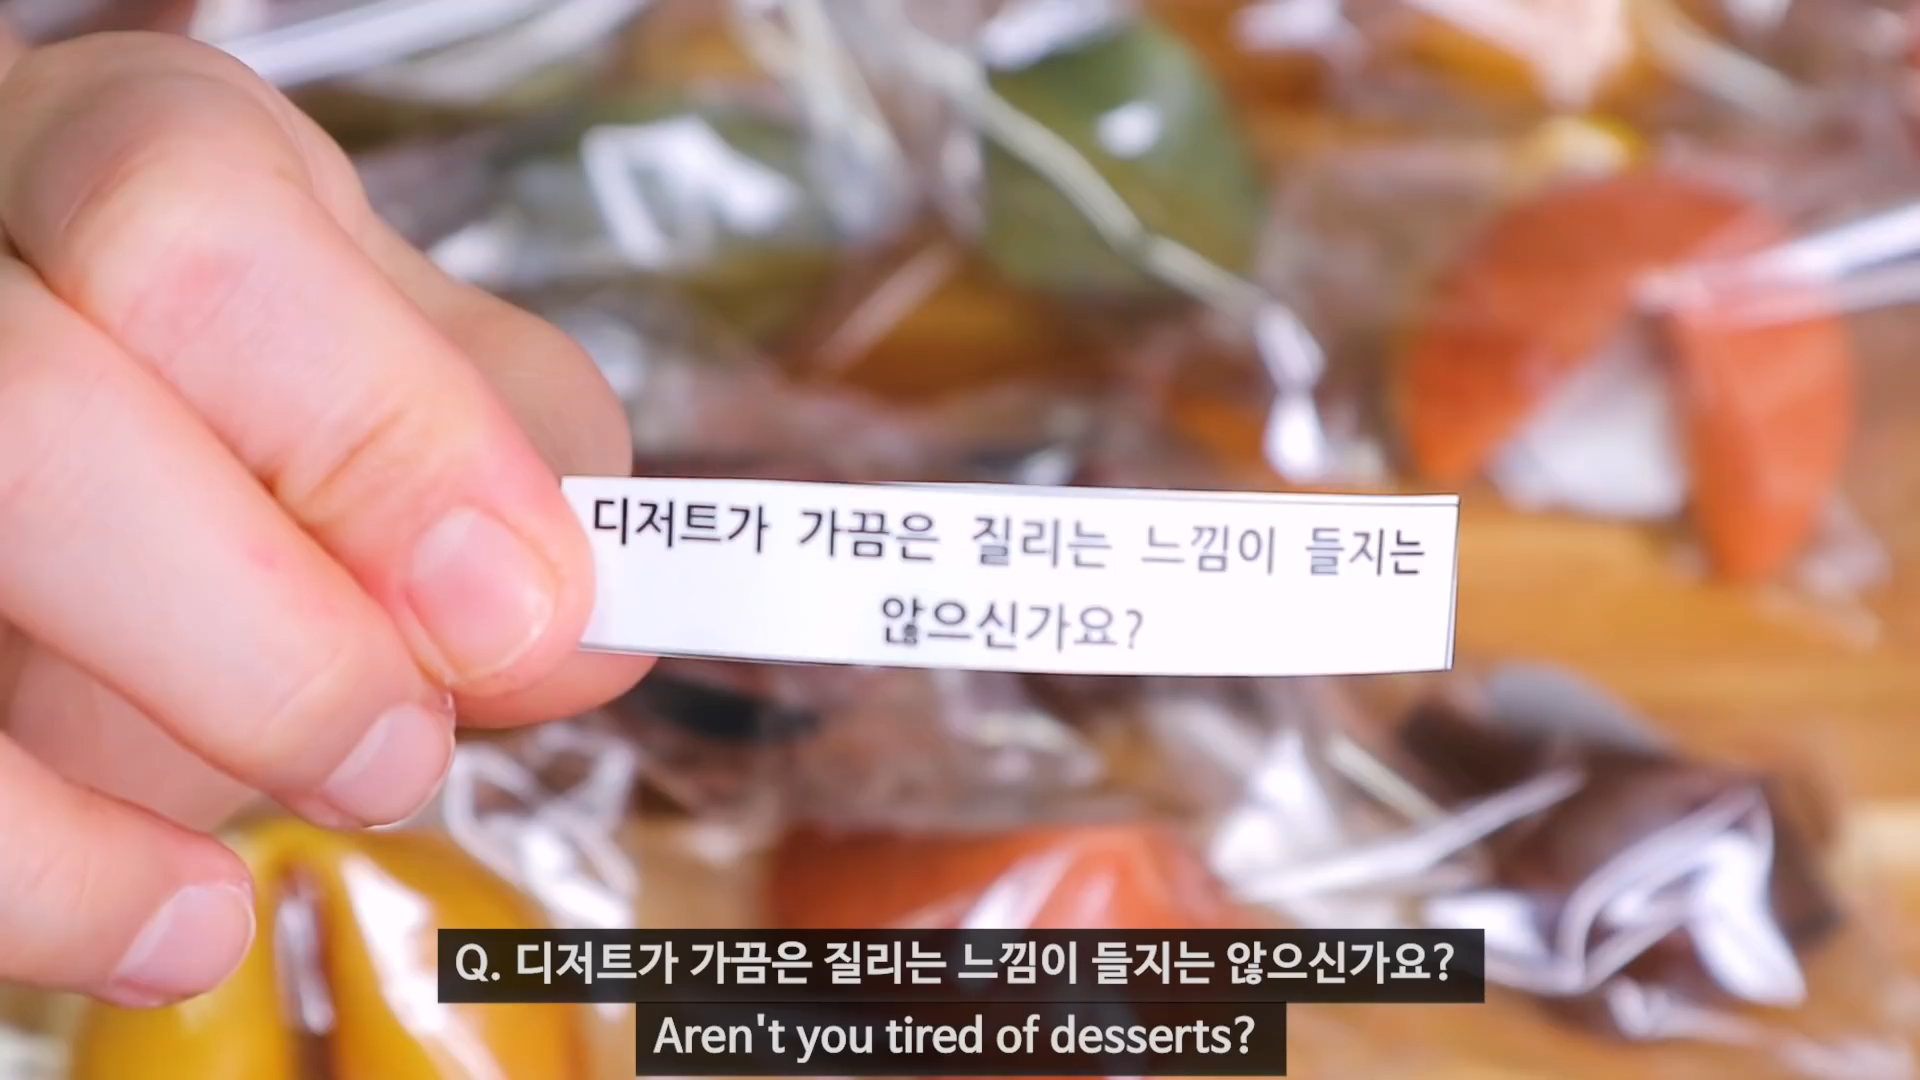 디저트가 가끔은 질리는 느낌이 들지는
않으신가요?
Q. 디저트가 가끔은 질리는 느낌이 들지는 않으신가요?
Aren't you tired of desserts?